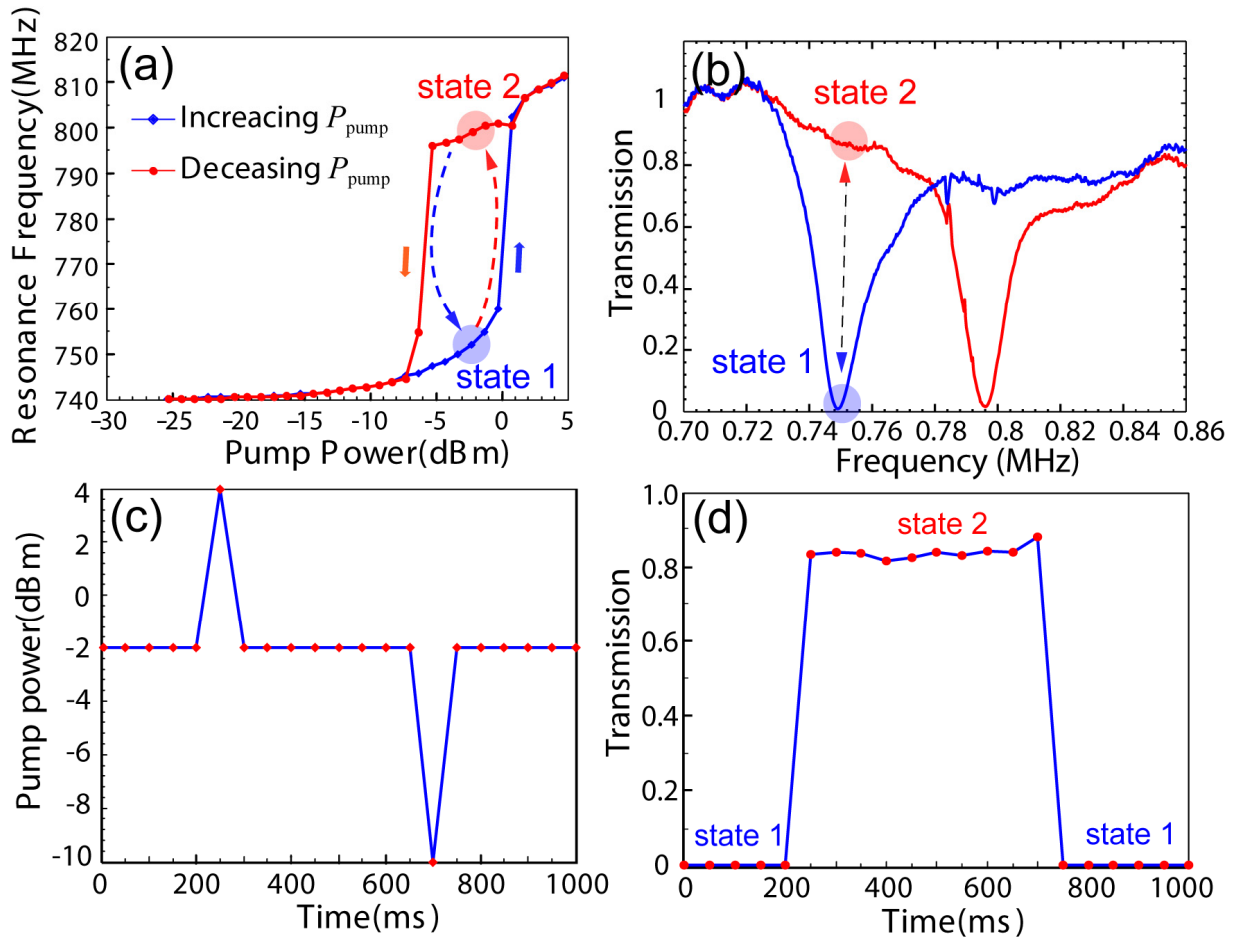 (a)
820
810
800
790
780
770
760
750
740
Resonance Frequency(MHz)
state 2
Increacing P_pump
Deceasing P_pump
state 1
-30 -25 -20 -15 -10 -5 0 5
Pump Power(dBm)
(b)
1
0.8
0.6
0.4
0.2
0
Transmission
state 2
state 1
0.70 0.72 0.74 0.76 0.78 0.8 0.82 0.84 0.86
Frequency (MHz)
(c)
4
2
0
-2
-4
-6
-8
-10
Pump power(dBm)
0 200 400 600 800 1000
Time(ms)
(d)
1.0
0.8
0.6
0.4
0.2
0
Transmission
state 2
state 1
state 1
0 200 400 600 800 1000
Time(ms)